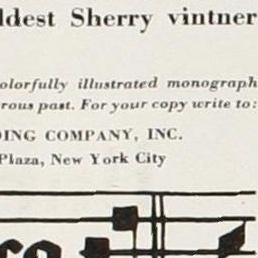 ldest Sherry vintner
olorfully illustrated monograph
rous past. For your copy write to:
DING COMPANY, INC.
Plaza, New York City